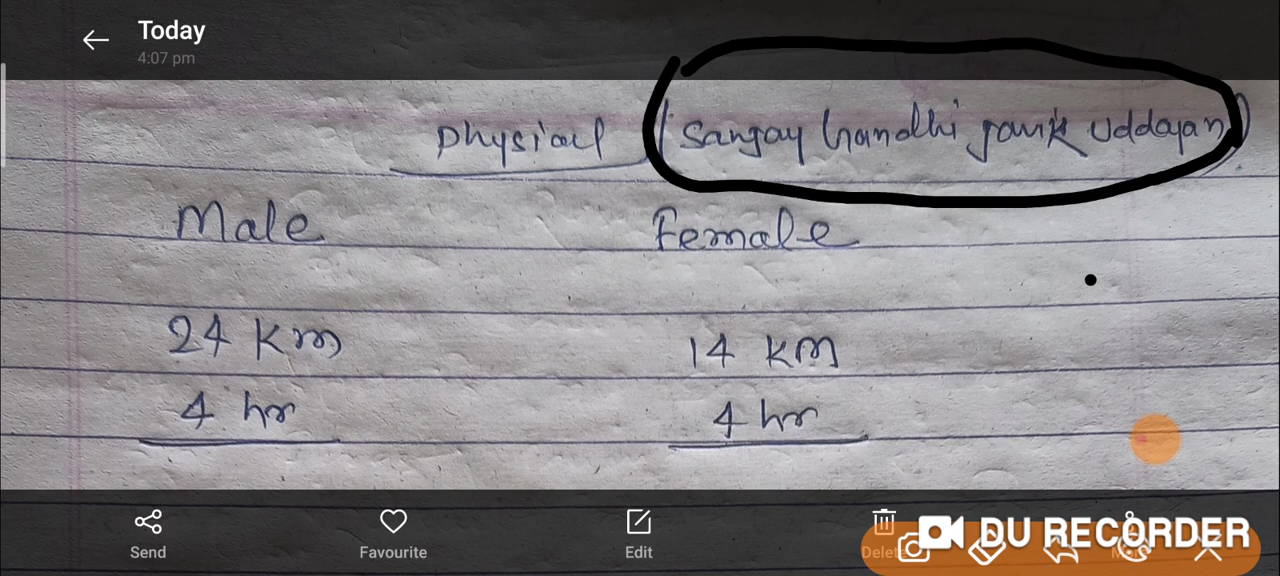 Today
4:07 pm
Physical (Sangay Gandhi park Uddayan)
Male Female
24 Km 14 KM
4 hr 4 hr
Send Favourite Edit Delete
DU RECORDER